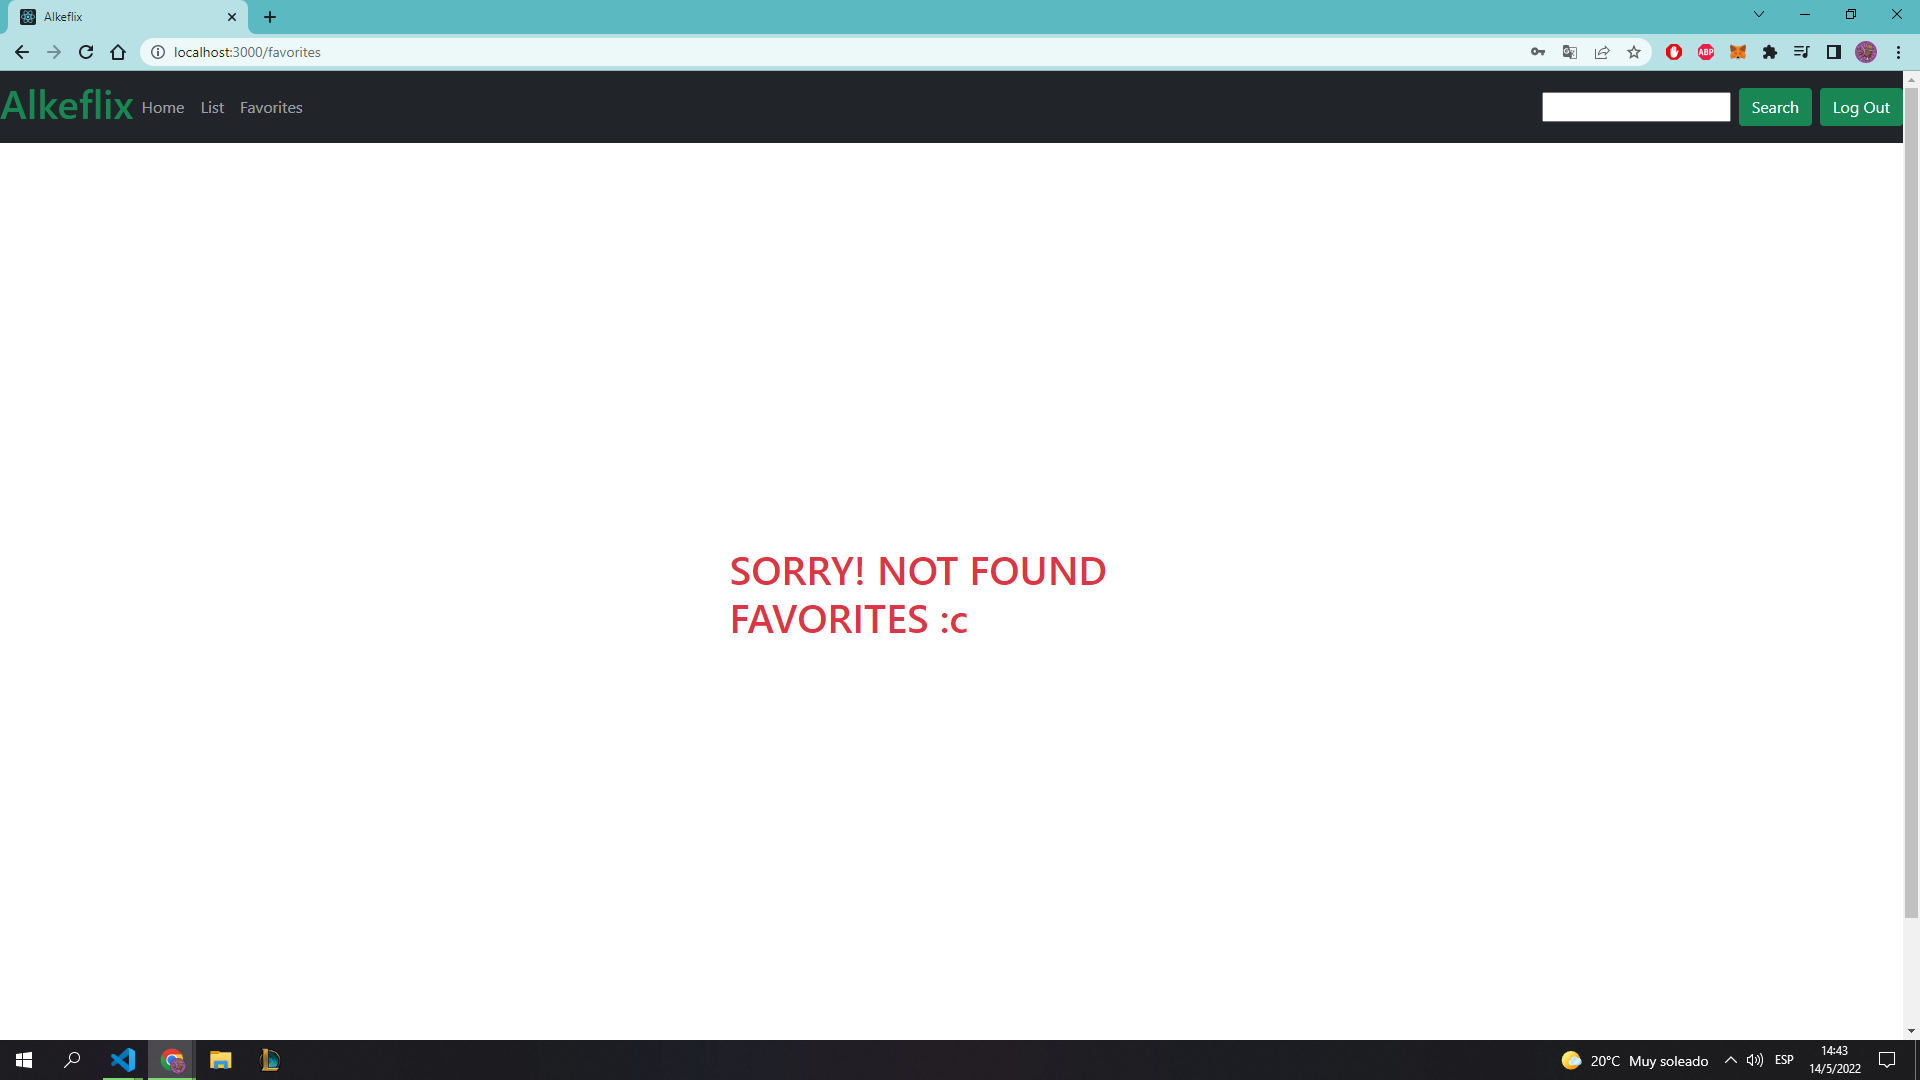 Alkeflix
localhost:3000/favorites
ABP
Alkeflix Home List Favorites Search Log Out
SORRY! NOT FOUND
FAVORITES :c
20°C Muy soleado ESP 14:43
14/5/2022